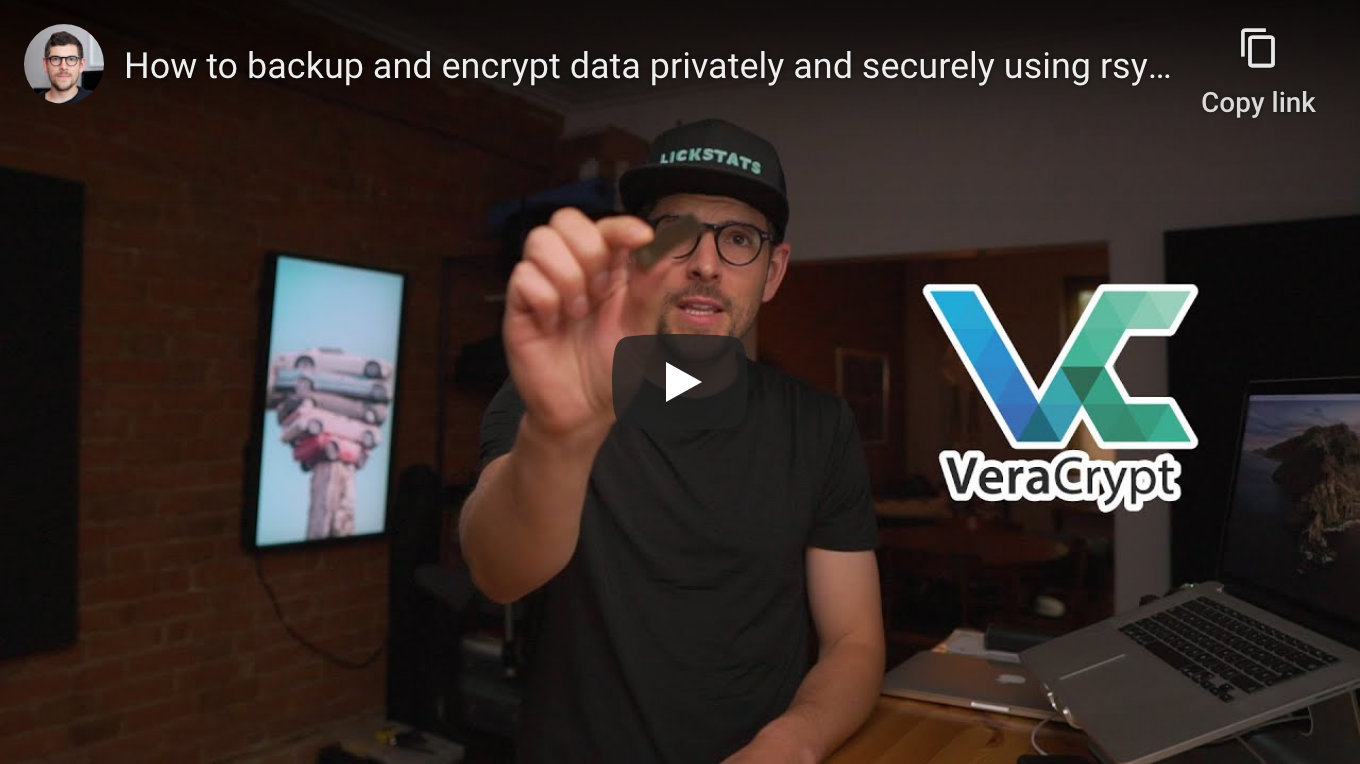 How to backup and encrypt data privately and securely using rsy…
Copy link
LICKSTATS
VeraCrypt